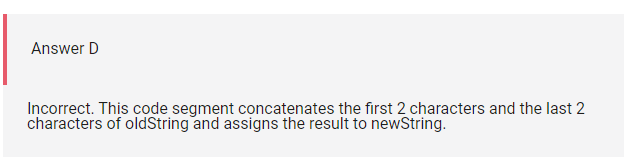 Answer D
Incorrect. This code segment concatenates the first 2 characters and the last 2
characters of oldString and assigns the result to newString.